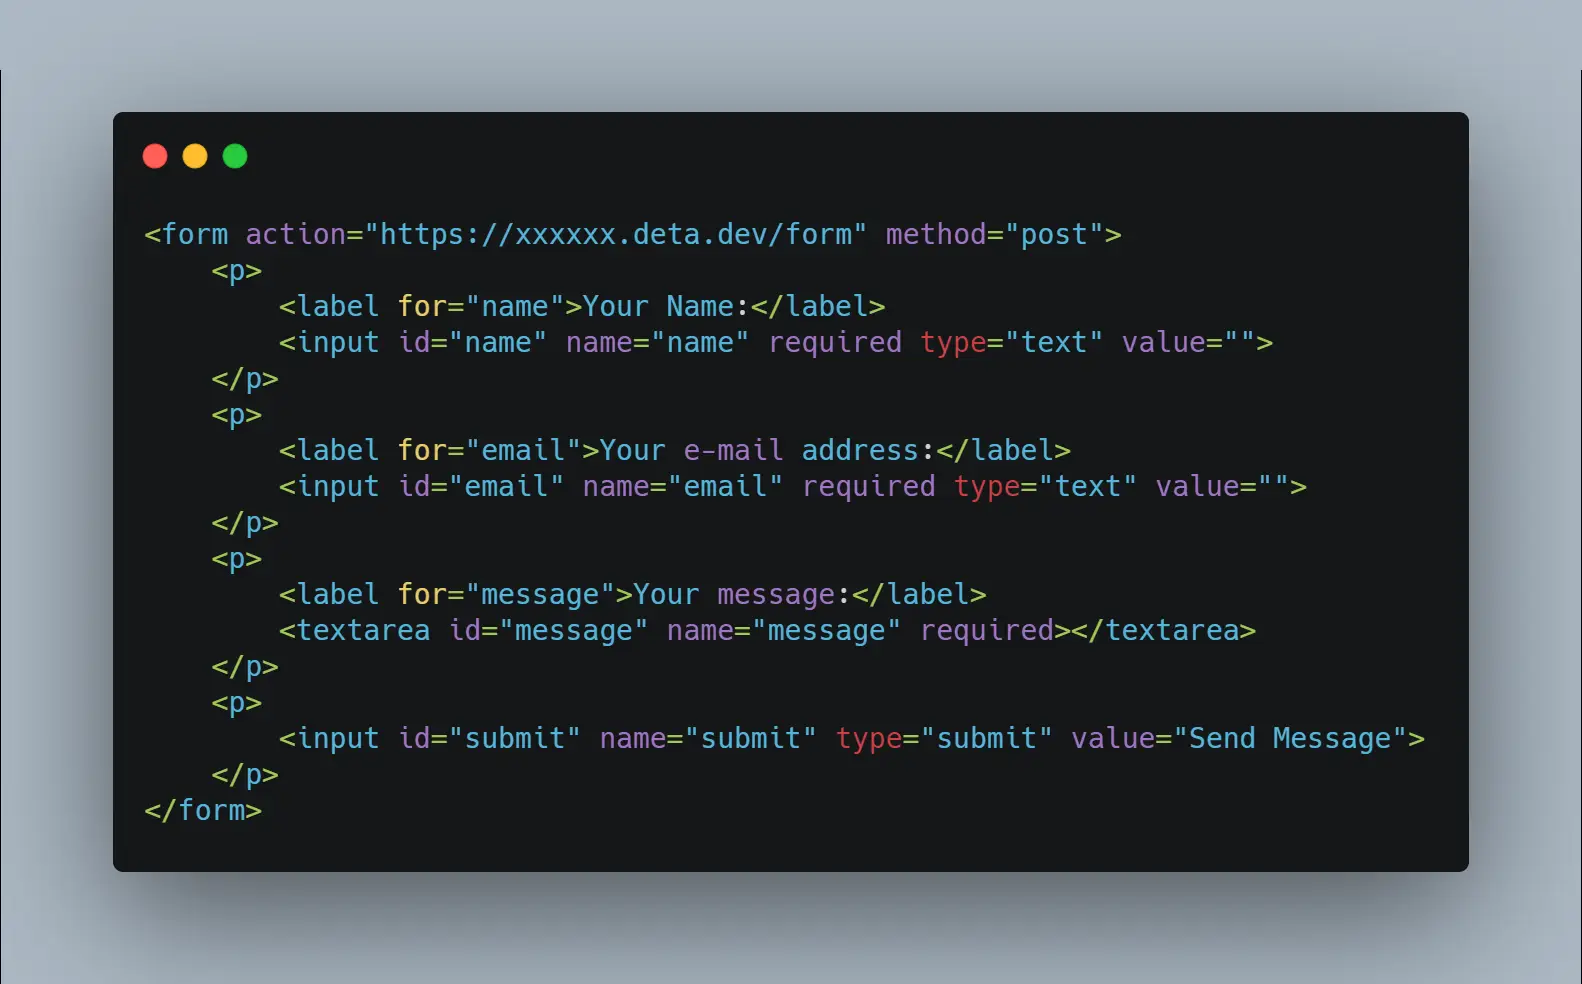 <form action="https://xxxxxx.deta.dev/form" method="post">
    <p>
        <label for="name">Your Name:</label>
        <input id="name" name="name" required type="text" value="">
    </p>
    <p>
        <label for="email">Your e-mail address:</label>
        <input id="email" name="email" required type="text" value="">
    </p>
    <p>
        <label for="message">Your message:</label>
        <textarea id="message" name="message" required></textarea>
    </p>
    <p>
        <input id="submit" name="submit" type="submit" value="Send Message">
    </p>
</form>